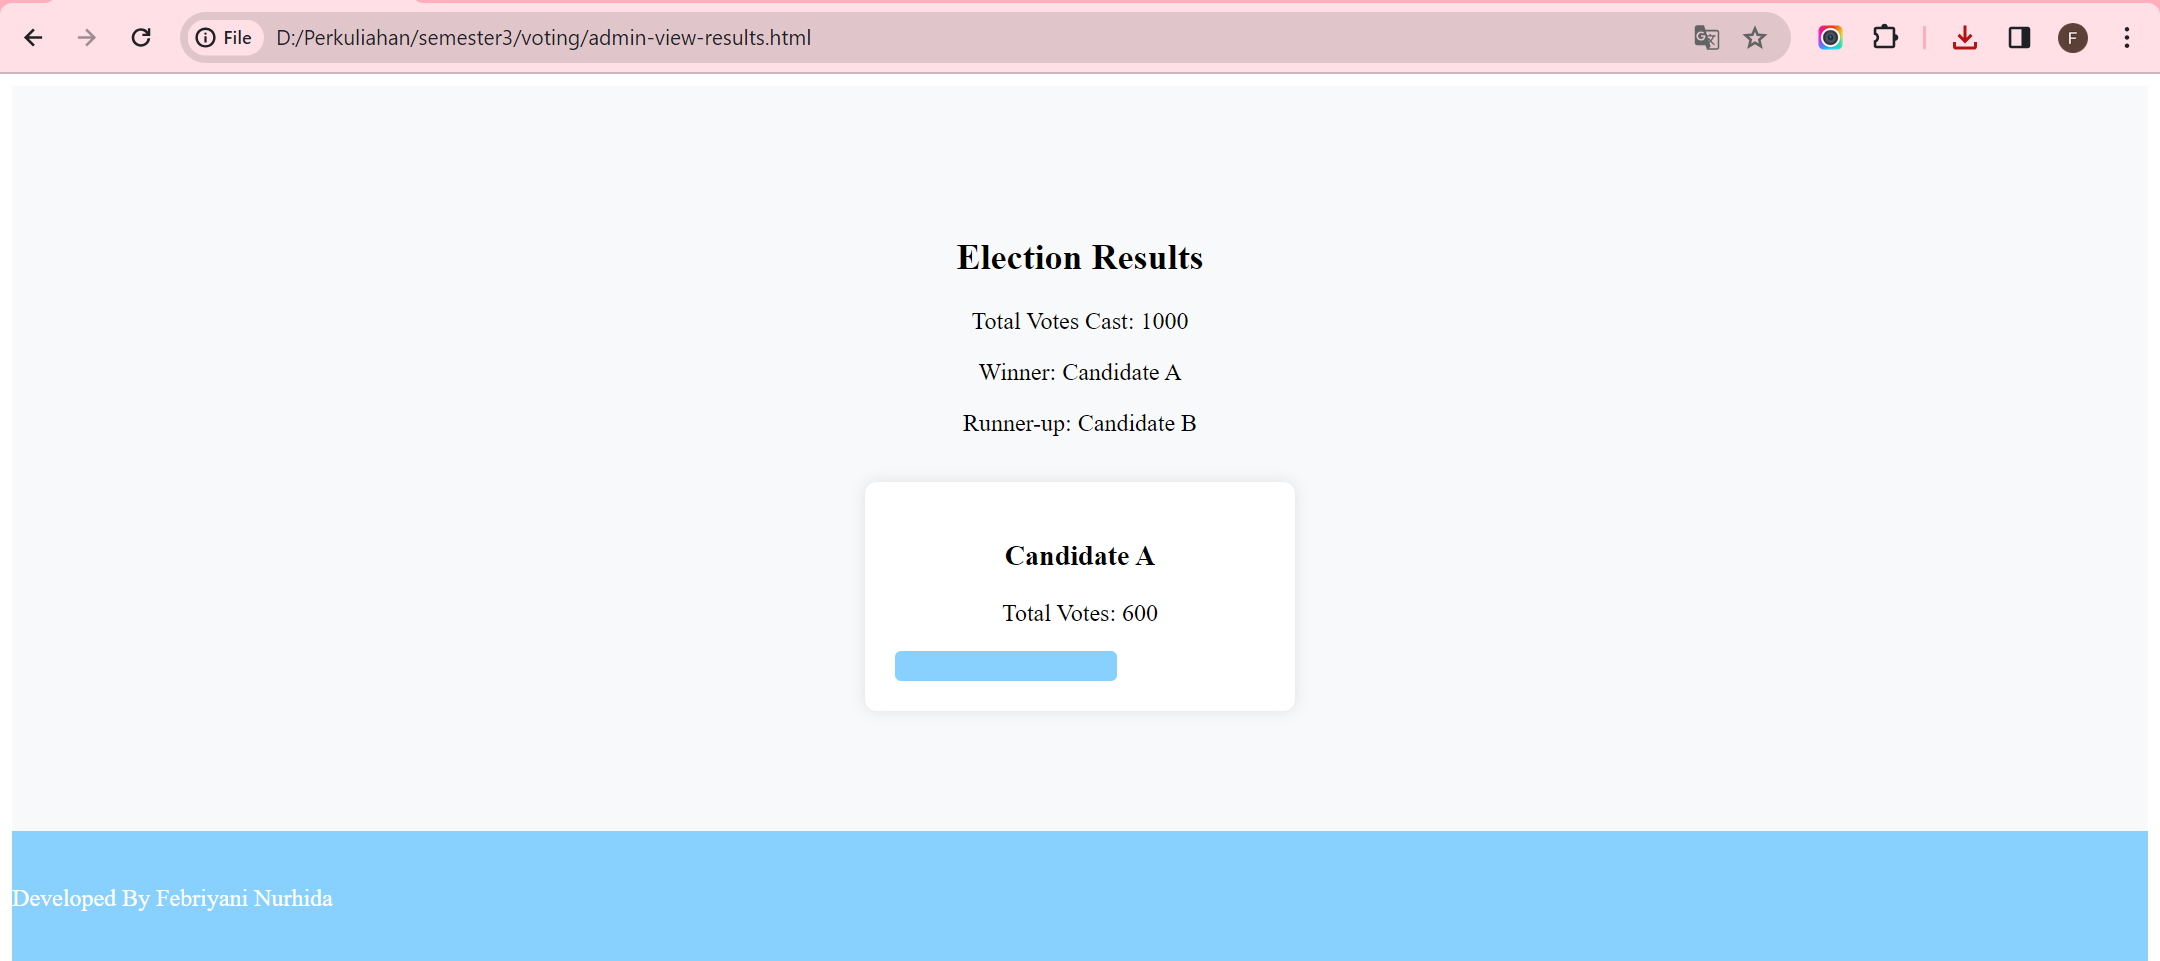 File D:/Perkuliahan/semester3/voting/admin-view-results.html F
Election Results
Total Votes Cast: 1000
Winner: Candidate A
Runner-up: Candidate B
Candidate A
Total Votes: 600
Developed By Febriyani Nurhida